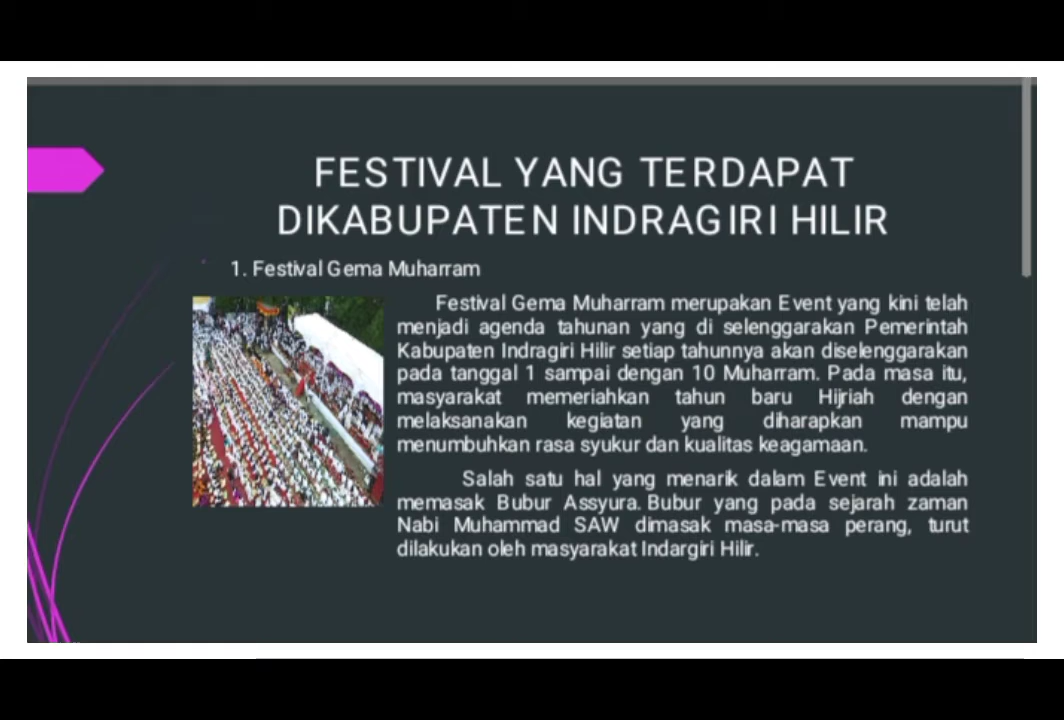 FESTIVAL YANG TERDAPAT
DIKABUPATEN INDRAGIRI HILIR
1. Festival Gema Muharram
Festival Gema Muharram merupakan Event yang kini telah
menjadi agenda tahunan yang di selenggarakan Pemerintah
Kabupaten Indragiri Hilir setiap tahunnya akan diselenggarakan
pada tanggal 1 sampai dengan 10 Muharram. Pada masa itu,
masyarakat memeriahkan tahun baru Hijriah dengan
melaksanakan kegiatan yang diharapkan mampu
menumbuhkan rasa syukur dan kualitas keagamaan.
Salah satu hal yang menarik dalam Event ini adalah
memasak Bubur Assyura. Bubur yang pada sejarah zaman
Nabi Muhammad SAW dimasak masa-masa perang, turut
dilakukan oleh masyarakat Indargiri Hilir.